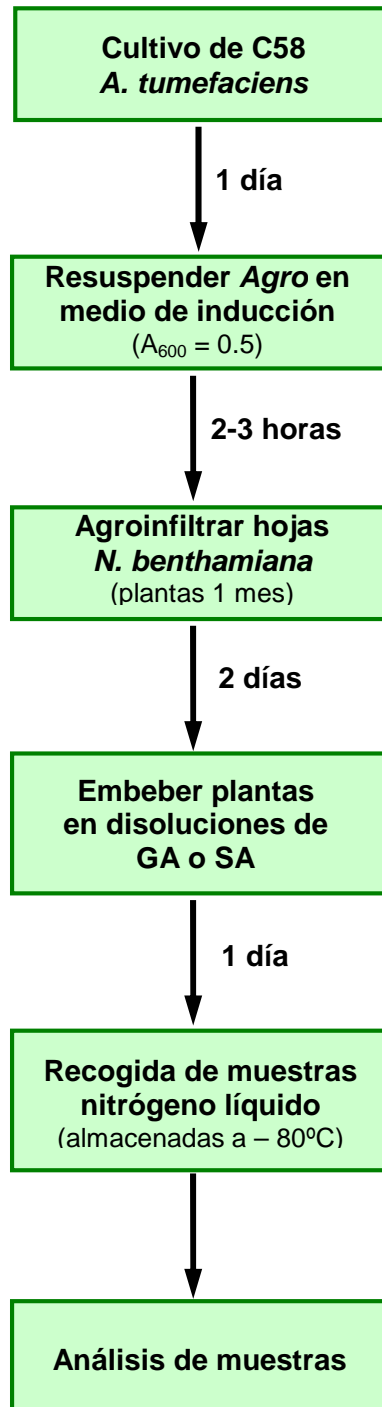 Cultivo de C58
A. tumefaciens
1 día
Resuspender Agro en
medio de inducción
(A₆₀₀ = 0.5)
2-3 horas
Agroinfiltrar hojas
N. benthamiana
(plantas 1 mes)
2 días
Embeber plantas
en disoluciones de
GA o SA
1 día
Recogida de muestras
nitrógeno líquido
(almacenadas a – 80ºC)
Análisis de muestras